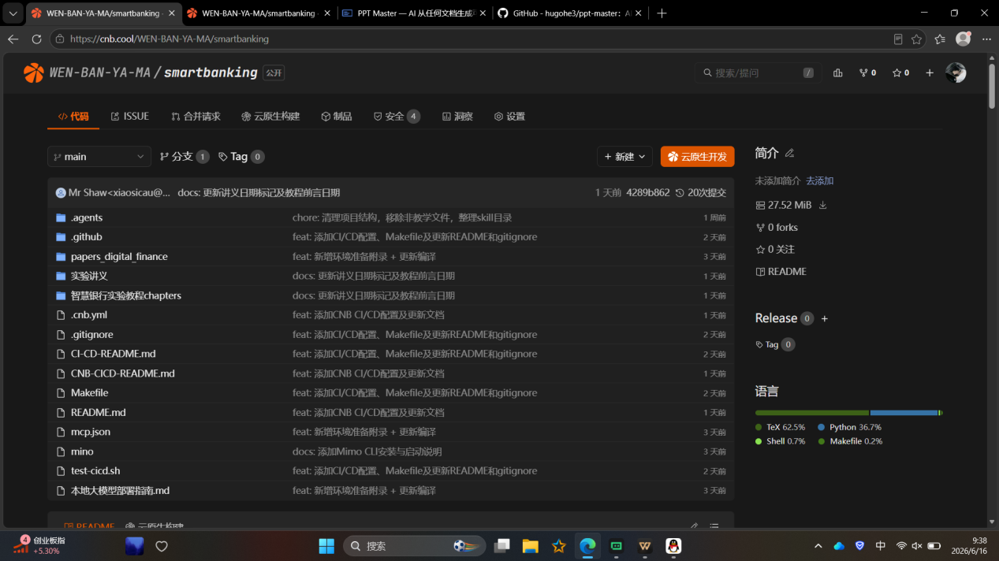 WEN-BAN-YA-MA/smartbanking
WEN-BAN-YA-MA/smartbanking
PPT Master — AI 从任何文档生成
GitHub - hugohe3/ppt-master: A
https://cnb.cool/WEN-BAN-YA-MA/smartbanking
WEN-BAN-YA-MA / smartbanking 公开
搜索/提问 /
0
0
代码
ISSUE
合并请求
云原生构建
制品
安全 4
洞察
设置
main
分支 1
Tag 0
+ 新建
云原生开发
Mr Shaw<xiaosicau@... docs: 更新讲义日期标记及教程前言日期 1 天前 4289b862 20次提交
.agents chore: 清理项目结构，移除非教学文件，整理skill目录 1 周前
.github feat: 添加CI/CD配置、Makefile及更新README和gitignore 2 天前
papers_digital_finance feat: 新增环境准备附录 + 更新编译 3 天前
实验讲义 docs: 更新讲义日期标记及教程前言日期 1 天前
智慧银行实验教程chapters docs: 更新讲义日期标记及教程前言日期 1 天前
.cnb.yml feat: 添加CNB CI/CD配置及更新文档 1 天前
.gitignore feat: 添加CI/CD配置、Makefile及更新README和gitignore 2 天前
CI-CD-README.md feat: 添加CI/CD配置、Makefile及更新README和gitignore 2 天前
CNB-CICD-README.md feat: 添加CNB CI/CD配置及更新文档 1 天前
Makefile feat: 添加CI/CD配置、Makefile及更新README和gitignore 2 天前
README.md feat: 添加CNB CI/CD配置及更新文档 1 天前
mcp.json feat: 新增环境准备附录 + 更新编译 3 天前
mino docs: 添加Mimo CLI安装与启动说明 3 天前
test-cicd.sh feat: 添加CI/CD配置、Makefile及更新README和gitignore 2 天前
本地大模型部署指南.md feat: 新增环境准备附录 + 更新编译 3 天前
README 云原生构建
简介
未添加简介 去添加
27.52 MiB
0 forks
0 关注
README
Release 0 +
Tag 0
语言
TeX 62.5% Python 36.7%
Shell 0.7% Makefile 0.2%
4
创业板指
+5.30%
搜索
中
9:38
2026/6/16